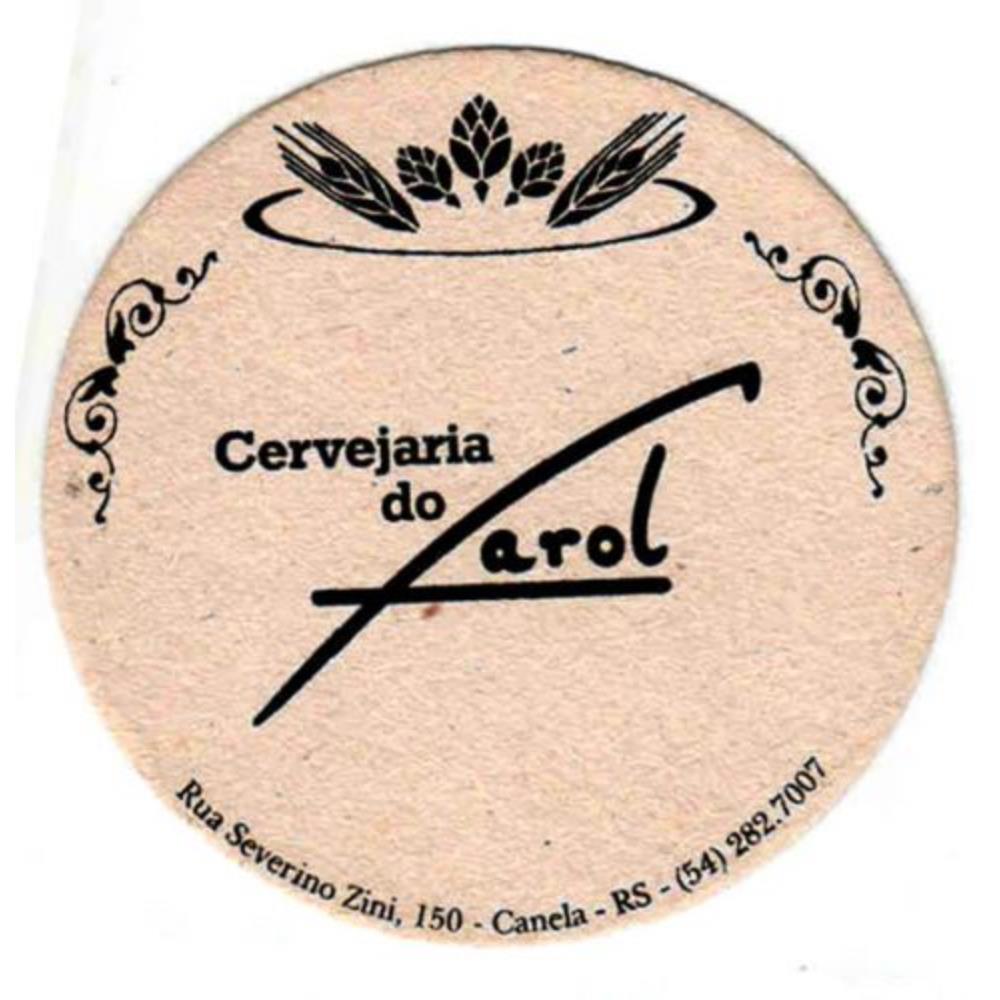 Cervejaria
do
Farol
Rua Severino Zini, 150 - Canela - RS - (54) 282.7007